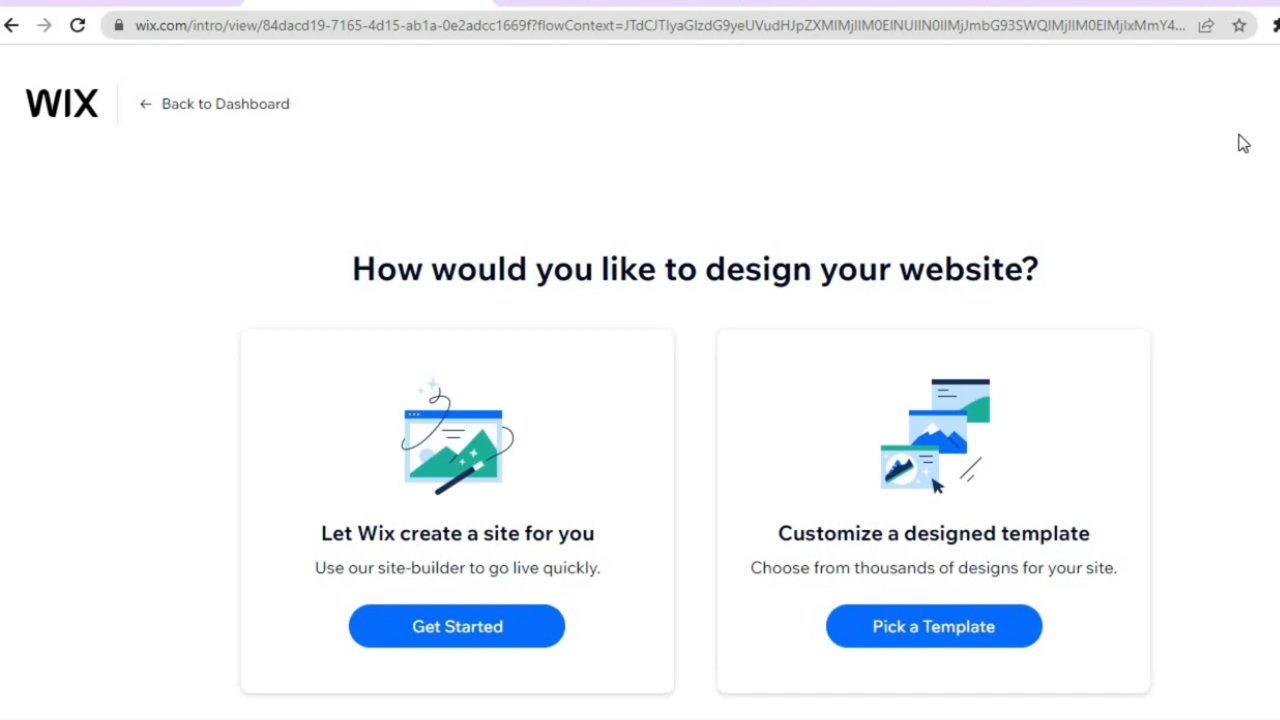 wix.com/intro/view/84dacd19-7165-4d15-ab1a-0e2adcc1669f?flowContext=JTdCJTIyaGlzdG9yeUVudHJpZXMlMjIlM0ElNUIlN0IlMjJmbG93SWQlMjIlM0ElMjIxMmY4...
WIX
← Back to Dashboard
How would you like to design your website?
Let Wix create a site for you
Use our site-builder to go live quickly.
Get Started
Customize a designed template
Choose from thousands of designs for your site.
Pick a Template